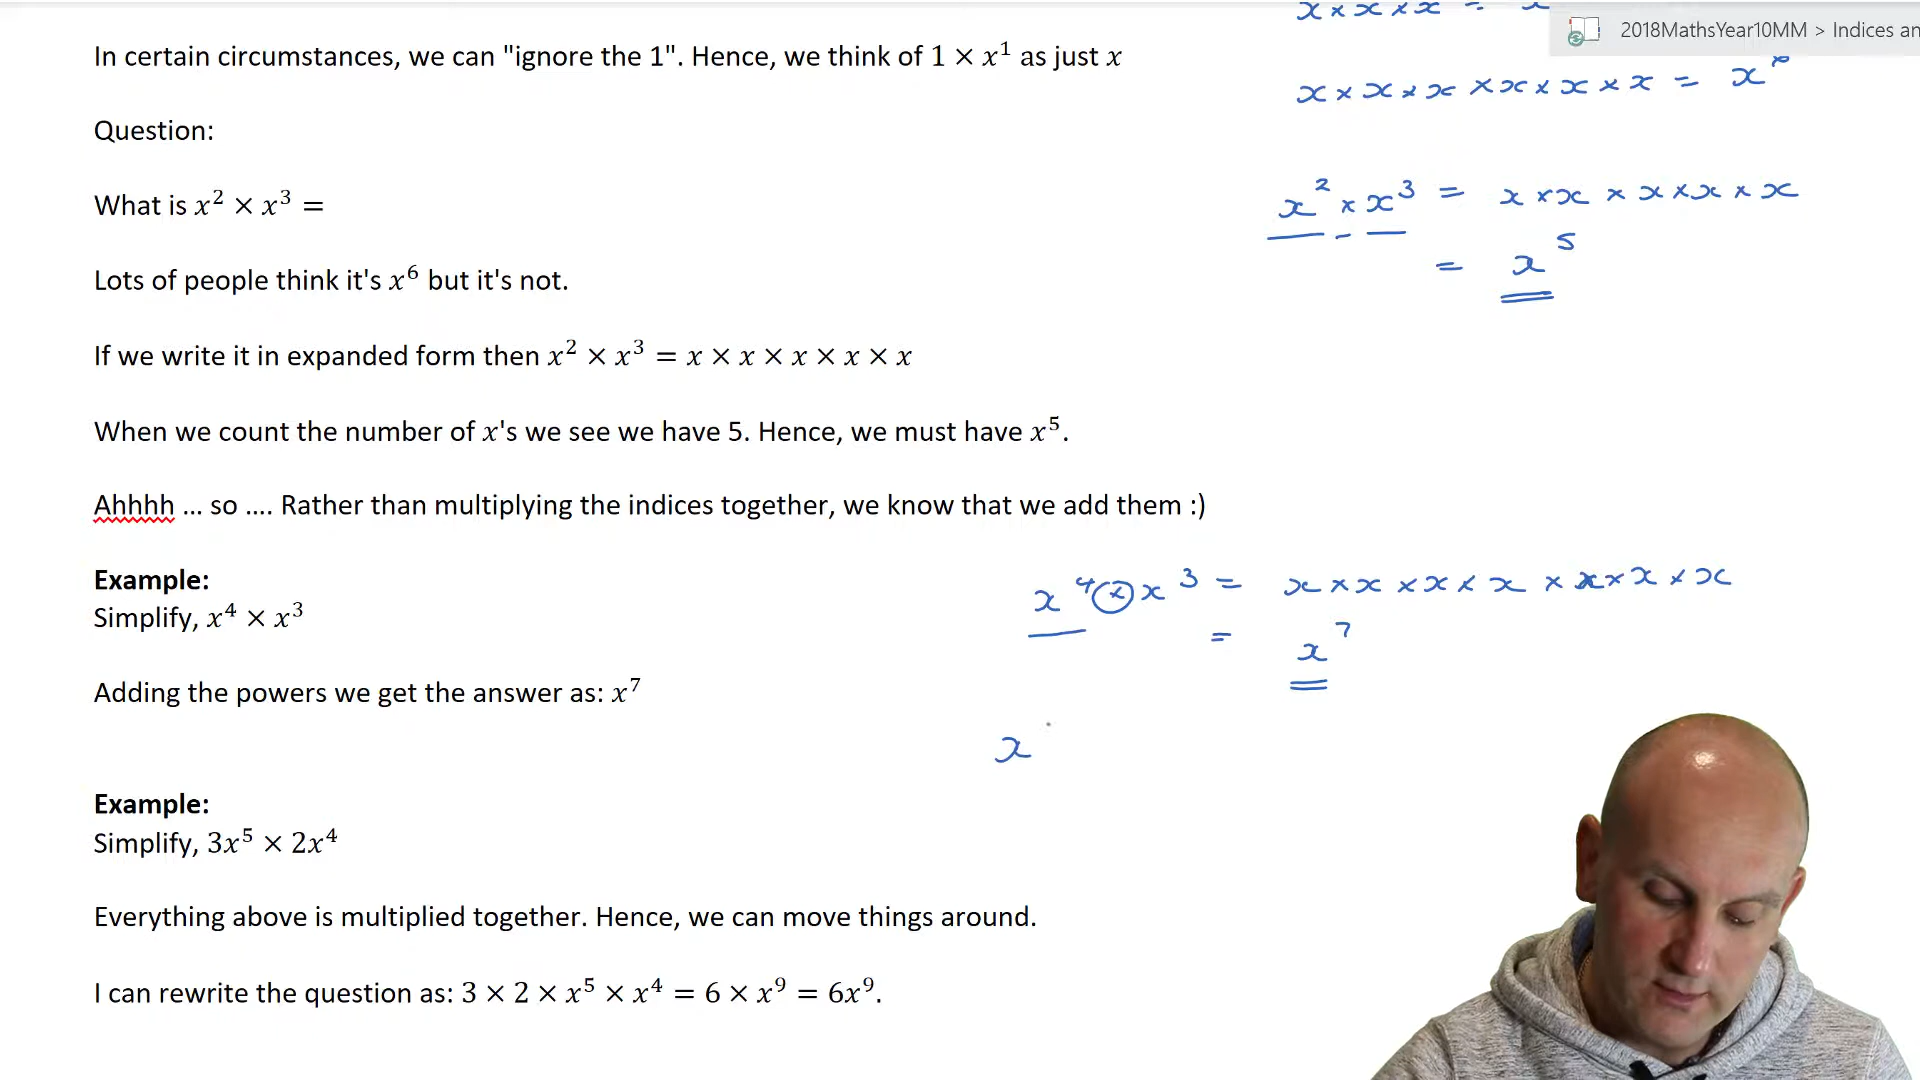 x × x × x =
2018MathsYear10MM > Indices an
In certain circumstances, we can "ignore the 1". Hence, we think of 1 × x¹ as just x
x × x × x × x × x × x = x
Question:
What is x² × x³ =
x² × x³ = x × x × x × x × x
= x⁵
Lots of people think it's x⁶ but it's not.
If we write it in expanded form then x² × x³ = x × x × x × x × x
When we count the number of x's we see we have 5. Hence, we must have x⁵.
Ahhhh ... so .... Rather than multiplying the indices together, we know that we add them :)
Example:
Simplify, x⁴ × x³
x⁴ × x³ = x × x × x × x × x × x × x
= x⁷
Adding the powers we get the answer as: x⁷
x
Example:
Simplify, 3x⁵ × 2x⁴
Everything above is multiplied together. Hence, we can move things around.
I can rewrite the question as: 3 × 2 × x⁵ × x⁴ = 6 × x⁹ = 6x⁹.